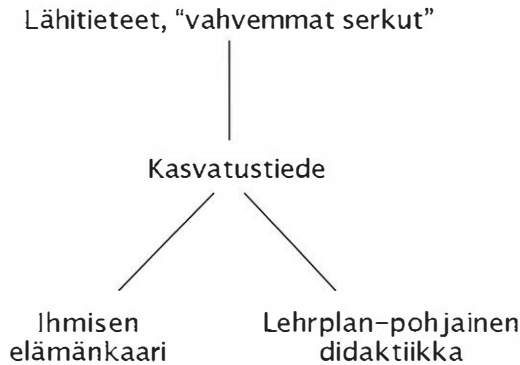 Lähitieteet, “vahvemmat serkut”
Kasvatustiede
Ihmisen
elämänkaari
Lehrplan-pohjainen
didaktiikka